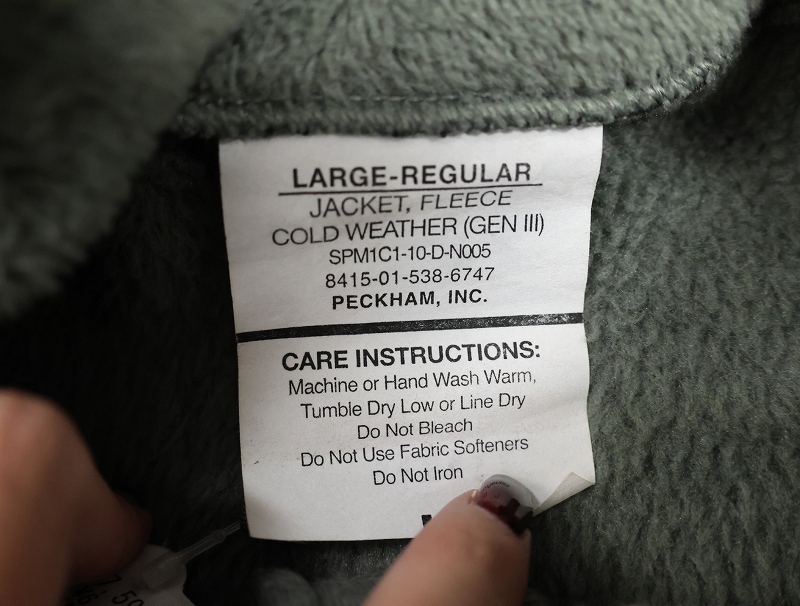 LARGE-REGULAR
JACKET, FLEECE
COLD WEATHER (GEN III)
SPM1C1-10-D-N005
8415-01-538-6747
PECKHAM, INC.
CARE INSTRUCTIONS:
Machine or Hand Wash Warm,
Tumble Dry Low or Line Dry
Do Not Bleach
Do Not Use Fabric Softeners
Do Not Iron